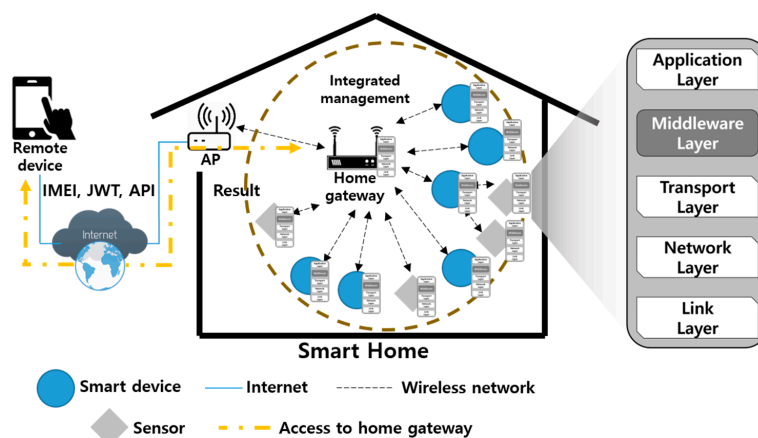 Integrated
management
Remote
device
AP
IMEI, JWT, API
Result
Home
gateway
Internet
Smart Home
Application
Layer
Middleware
Layer
Transport
Layer
Network
Layer
Link
Layer
Smart device
Internet
Wireless network
Sensor
Access to home gateway